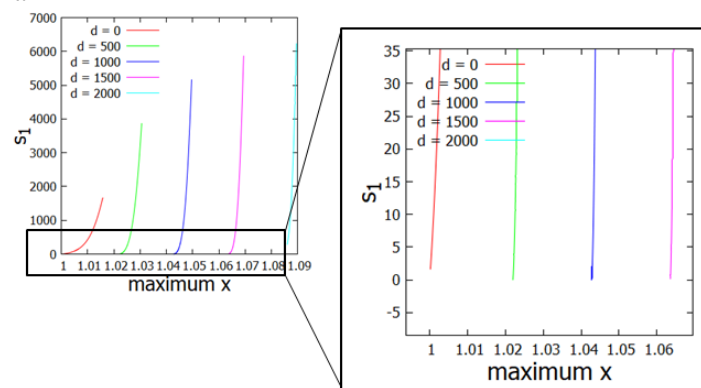 7000
6000
5000
4000
3000
2000
1000
0
s1
d = 0
d = 500
d = 1000
d = 1500
d = 2000
1 1.01 1.02 1.03 1.04 1.05 1.06 1.07 1.08 1.09
maximum x
35
30
25
20
15
10
5
0
-5
s1
d = 0
d = 500
d = 1000
d = 1500
d = 2000
1 1.01 1.02 1.03 1.04 1.05 1.06
maximum x